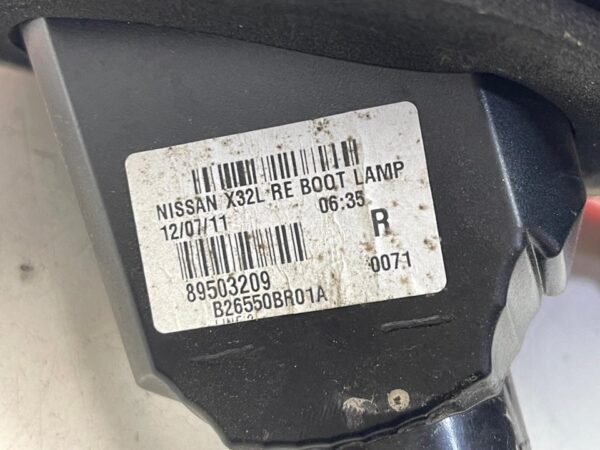 NISSAN X32L RE BOOT LAMP
12/07/11 06:35
R
89503209 0071
B26550BR01A